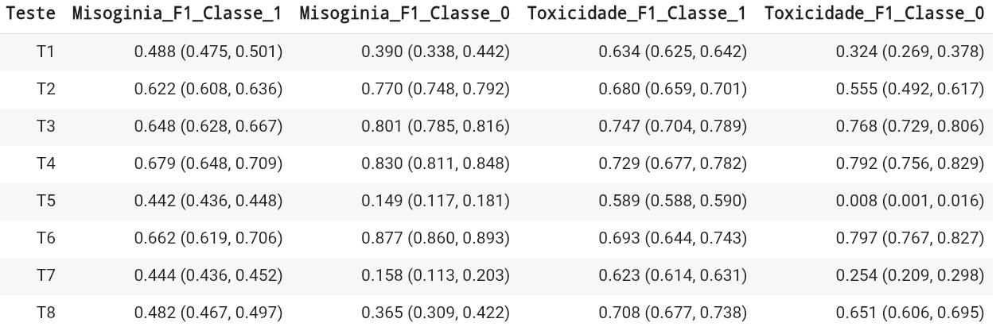 Teste Misoginia_F1_Classe_1 Misoginia_F1_Classe_0 Toxicidade_F1_Classe_1 Toxicidade_F1_Classe_0
T1 0.488 (0.475, 0.501) 0.390 (0.338, 0.442) 0.634 (0.625, 0.642) 0.324 (0.269, 0.378)
T2 0.622 (0.608, 0.636) 0.770 (0.748, 0.792) 0.680 (0.659, 0.701) 0.555 (0.492, 0.617)
T3 0.648 (0.628, 0.667) 0.801 (0.785, 0.816) 0.747 (0.704, 0.789) 0.768 (0.729, 0.806)
T4 0.679 (0.648, 0.709) 0.830 (0.811, 0.848) 0.729 (0.677, 0.782) 0.792 (0.756, 0.829)
T5 0.442 (0.436, 0.448) 0.149 (0.117, 0.181) 0.589 (0.588, 0.590) 0.008 (0.001, 0.016)
T6 0.662 (0.619, 0.706) 0.877 (0.860, 0.893) 0.693 (0.644, 0.743) 0.797 (0.767, 0.827)
T7 0.444 (0.436, 0.452) 0.158 (0.113, 0.203) 0.623 (0.614, 0.631) 0.254 (0.209, 0.298)
T8 0.482 (0.467, 0.497) 0.365 (0.309, 0.422) 0.708 (0.677, 0.738) 0.651 (0.606, 0.695)